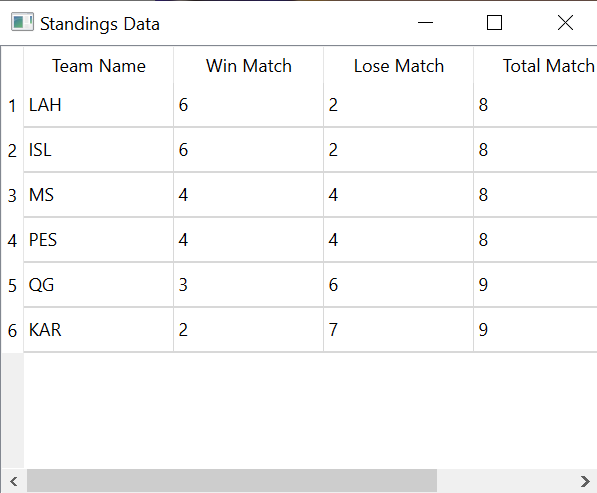 Standings Data
Team Name Win Match Lose Match Total Match
1 LAH 6 2 8
2 ISL 6 2 8
3 MS 4 4 8
4 PES 4 4 8
5 QG 3 6 9
6 KAR 2 7 9